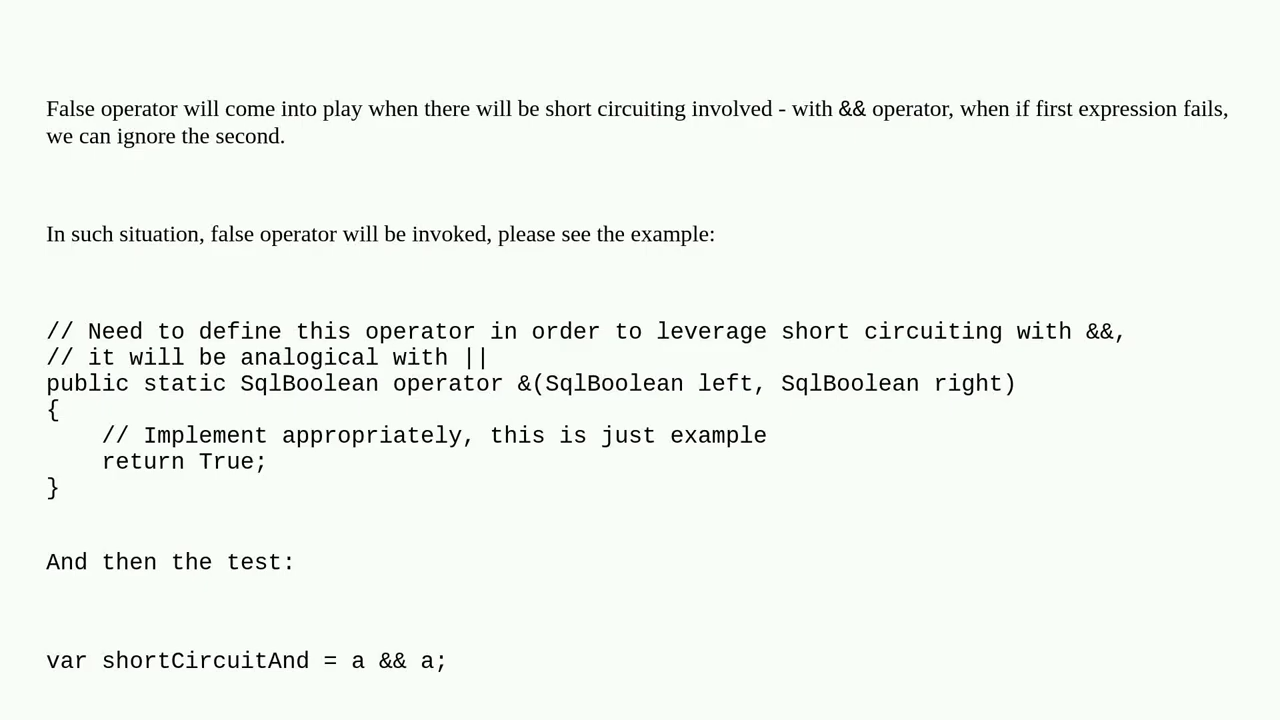 False operator will come into play when there will be short circuiting involved - with && operator, when if first expression fails,
we can ignore the second.
In such situation, false operator will be invoked, please see the example:
// Need to define this operator in order to leverage short circuiting with &&,
// it will be analogical with ||
public static SqlBoolean operator &(SqlBoolean left, SqlBoolean right)
{
    // Implement appropriately, this is just example
    return True;
}
And then the test:
var shortCircuitAnd = a && a;